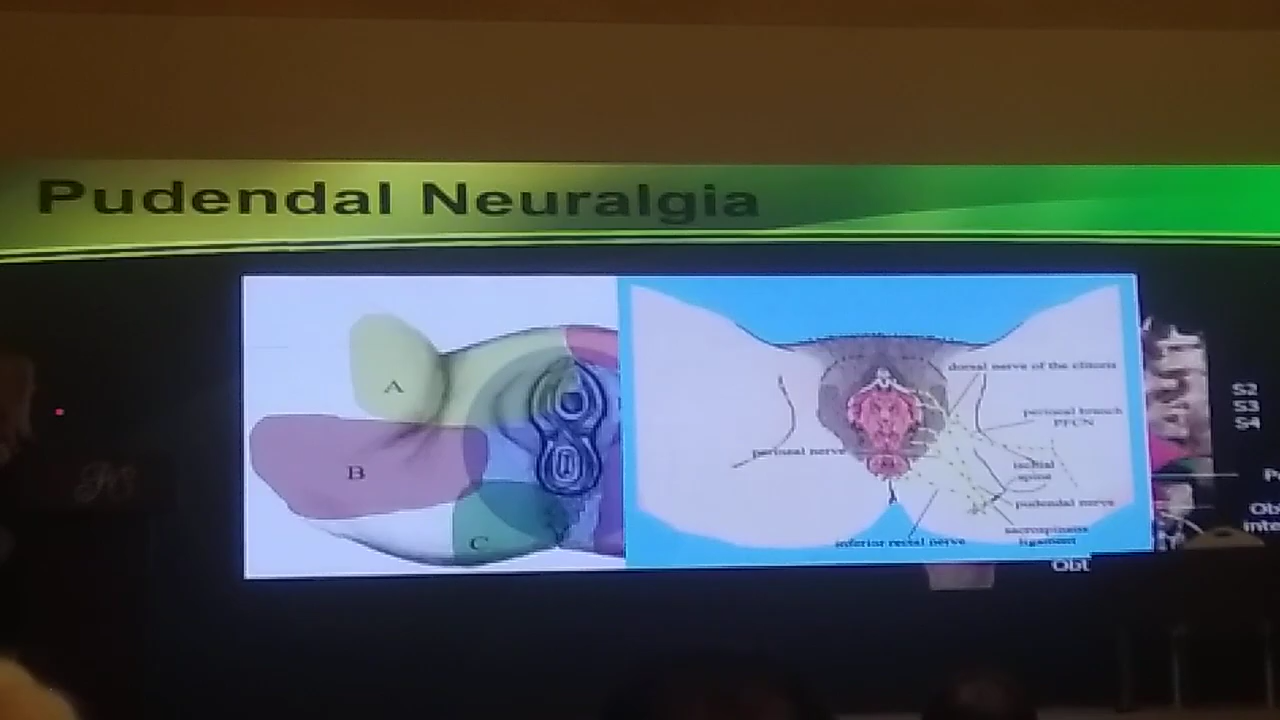 Pudendal Neuralgia
A
B
C
dorsal nerve of the clitoris
perineal branch
PFCN
perineal nerve
ischial
spine
pudendal nerve
sacrospinous
ligament
inferior rectal nerve
S2
S3
S4
Obt